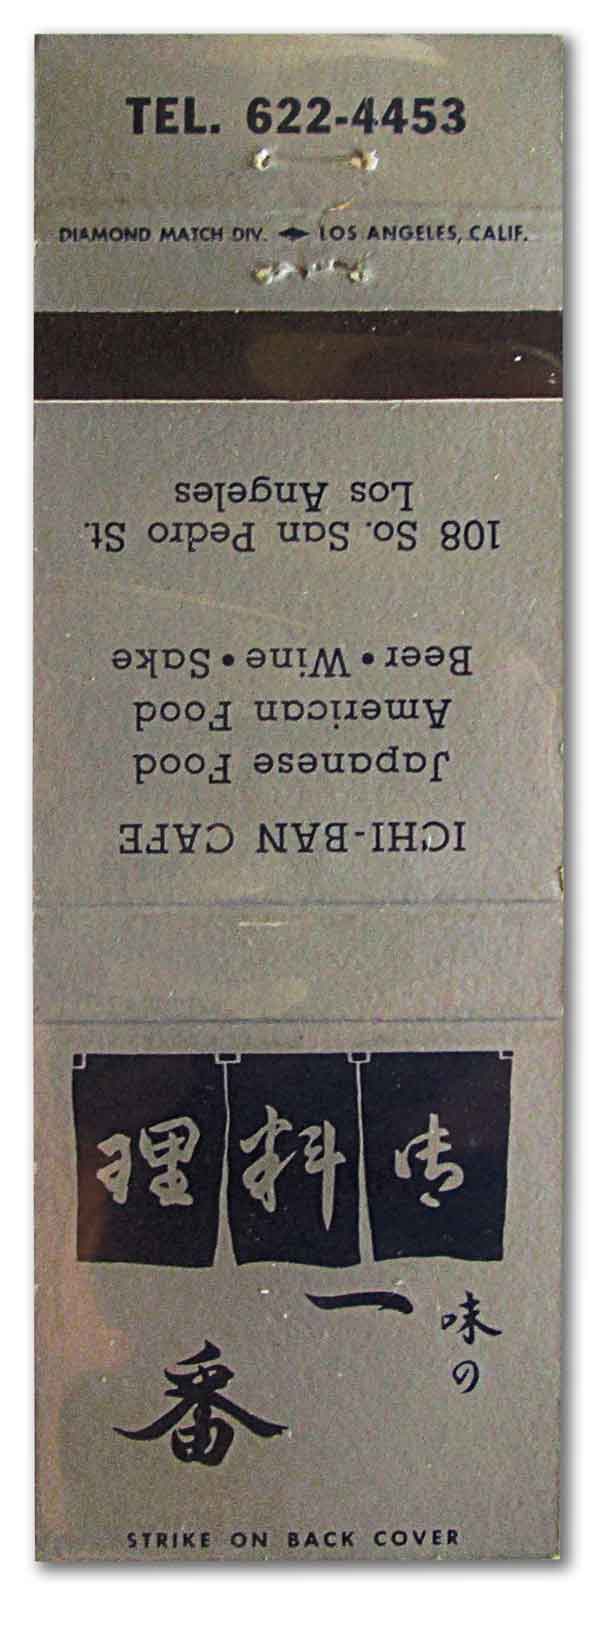 TEL. 622-4453
DIAMOND MATCH DIV. ◆ LOS ANGELES, CALIF.
ICHI-BAN CAFE
Japanese Food
American Food
Beer • Wine • Sake
108 So. San Pedro St.
Los Angeles
御料理
味の
一番
STRIKE ON BACK COVER